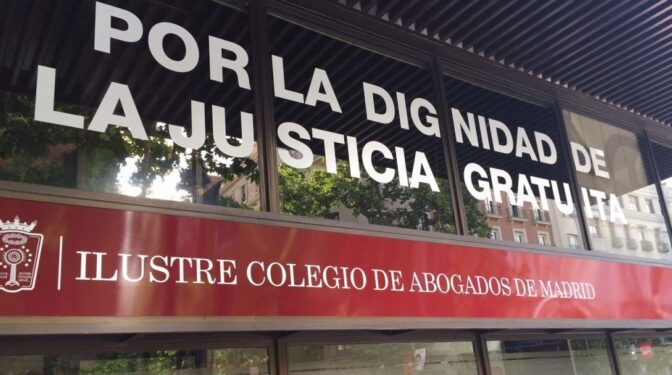 POR LA DIGNIDAD DE
LA JUSTICIA GRATUITA
ILUSTRE COLEGIO DE ABOGADOS DE MADRID